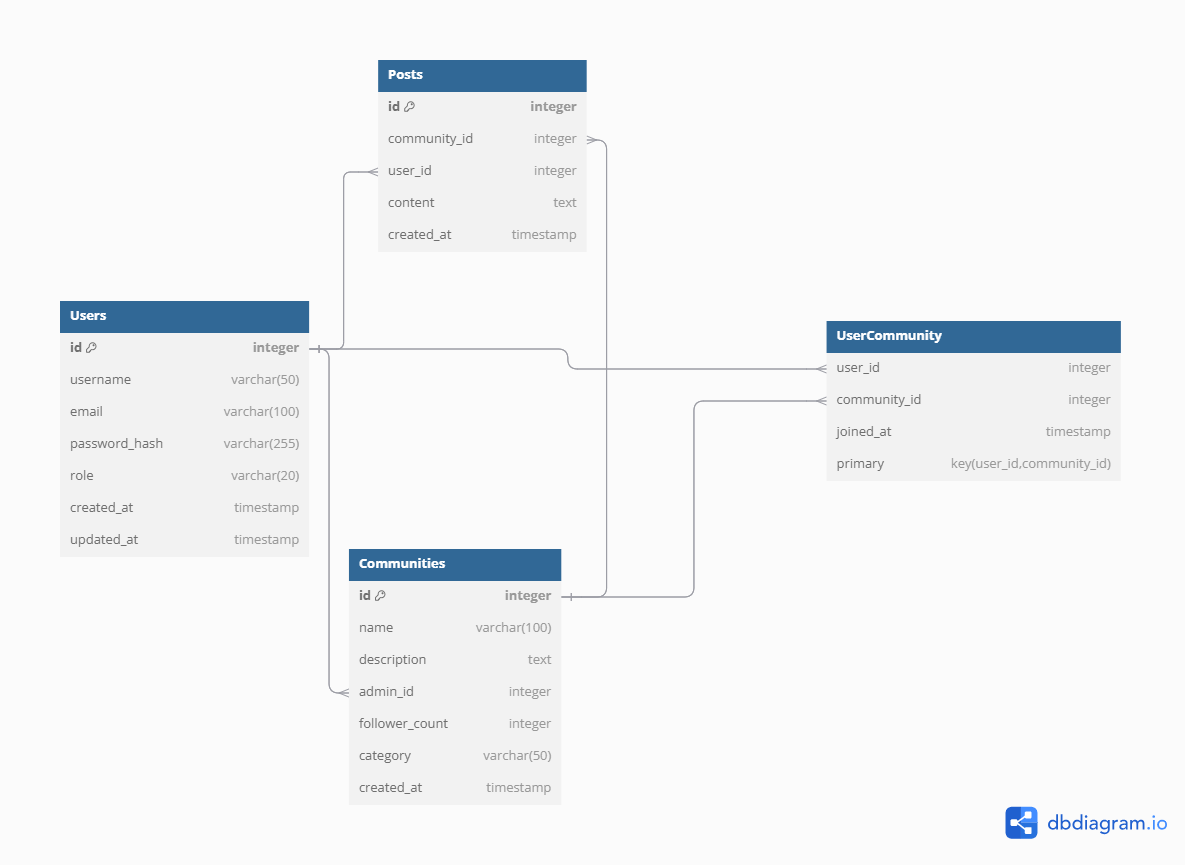 Posts
id integer
community_id integer
user_id integer
content text
created_at timestamp
Users
id integer
username varchar(50)
email varchar(100)
password_hash varchar(255)
role varchar(20)
created_at timestamp
updated_at timestamp
UserCommunity
user_id integer
community_id integer
joined_at timestamp
primary key(user_id,community_id)
Communities
id integer
name varchar(100)
description text
admin_id integer
follower_count integer
category varchar(50)
created_at timestamp
dbdiagram.io